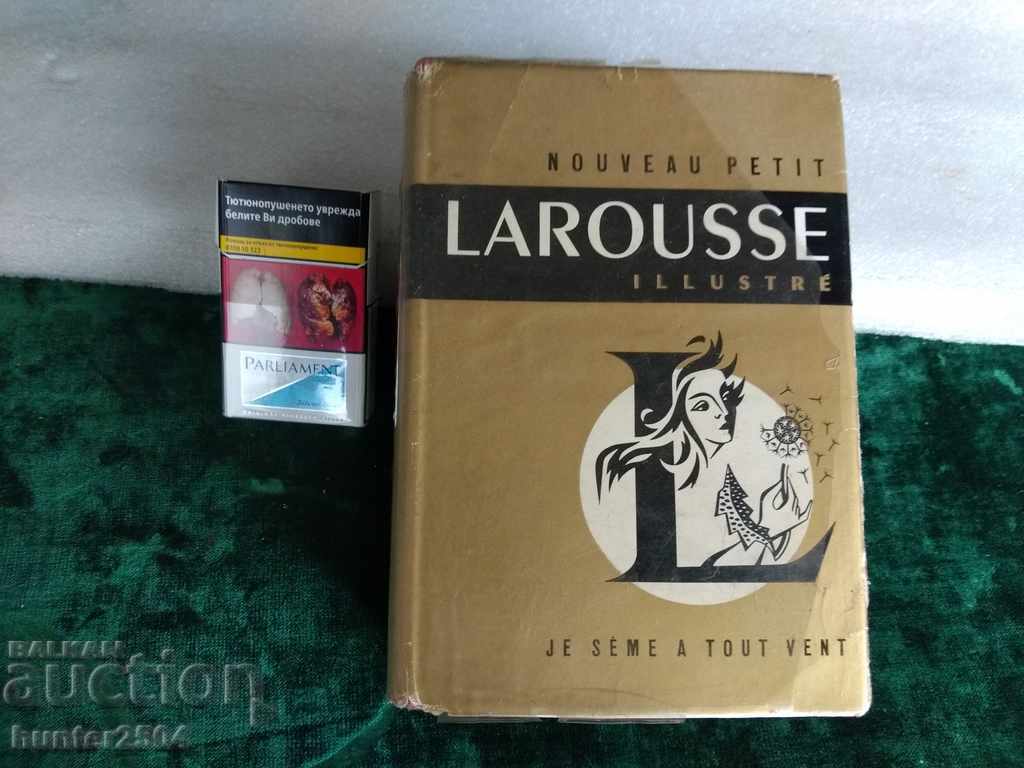 NOUVEAU PETIT
LAROUSSE
ILLUSTRÉ
L
JE SÈME A TOUT VENT
Тютюнопушенето уврежда
белите Ви дробове
PARLIAMENT
BALKAN
auction
hunter2504